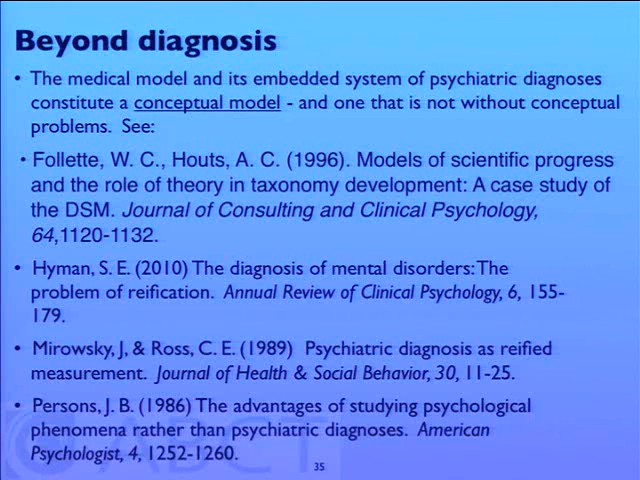 Beyond diagnosis
• The medical model and its embedded system of psychiatric diagnoses
constitute a conceptual model - and one that is not without conceptual
problems. See:
• Follette, W. C., Houts, A. C. (1996). Models of scientific progress
and the role of theory in taxonomy development: A case study of
the DSM. Journal of Consulting and Clinical Psychology,
64,1120-1132.
• Hyman, S. E. (2010) The diagnosis of mental disorders: The
problem of reification. Annual Review of Clinical Psychology, 6, 155-
179.
• Mirowsky, J, & Ross, C. E. (1989) Psychiatric diagnosis as reified
measurement. Journal of Health & Social Behavior, 30, 11-25.
• Persons, J. B. (1986) The advantages of studying psychological
phenomena rather than psychiatric diagnoses. American
Psychologist, 4, 1252-1260.
ABCT
35